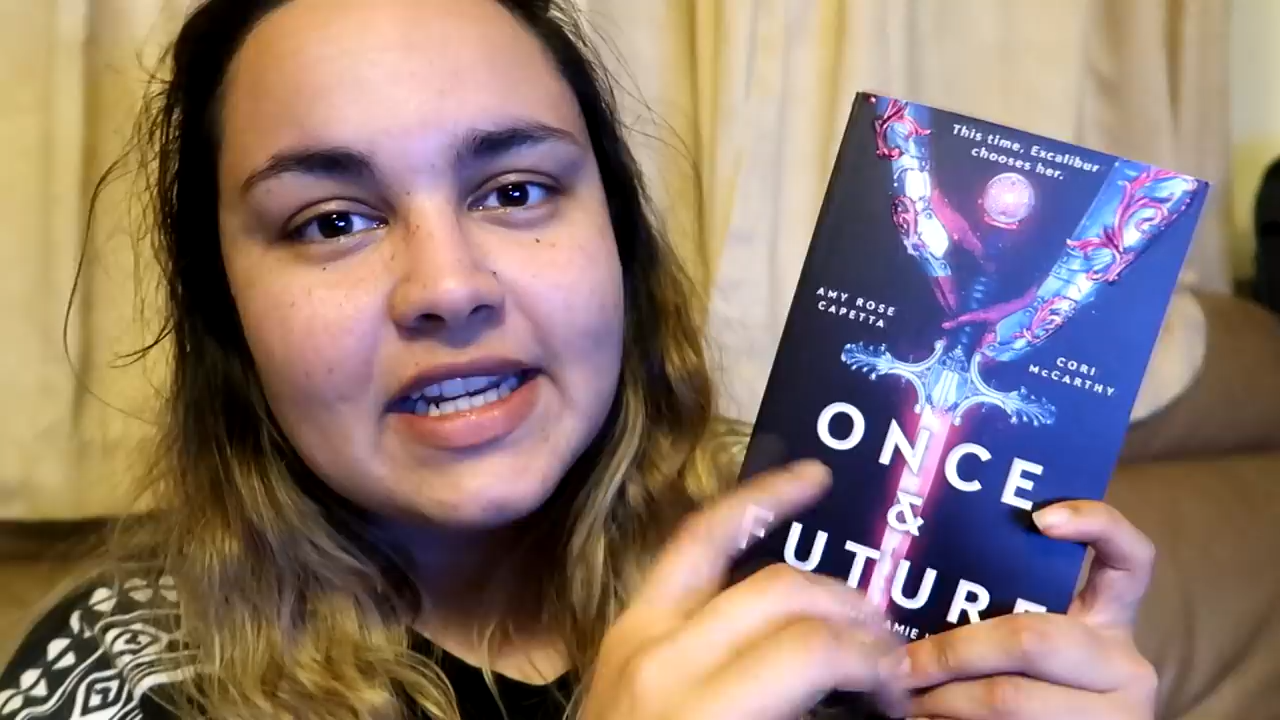 This time, Excalibur
chooses her.
AMY ROSE
CAPETTA
CORI
McCARTHY
ONCE
&
FUTURE